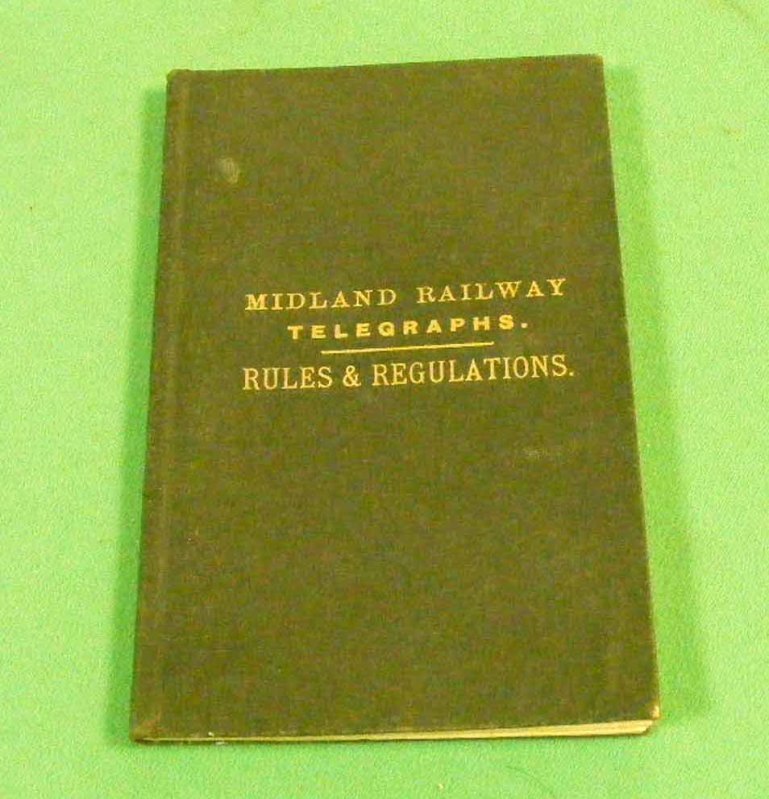 MIDLAND RAILWAY
TELEGRAPHS.
RULES & REGULATIONS.